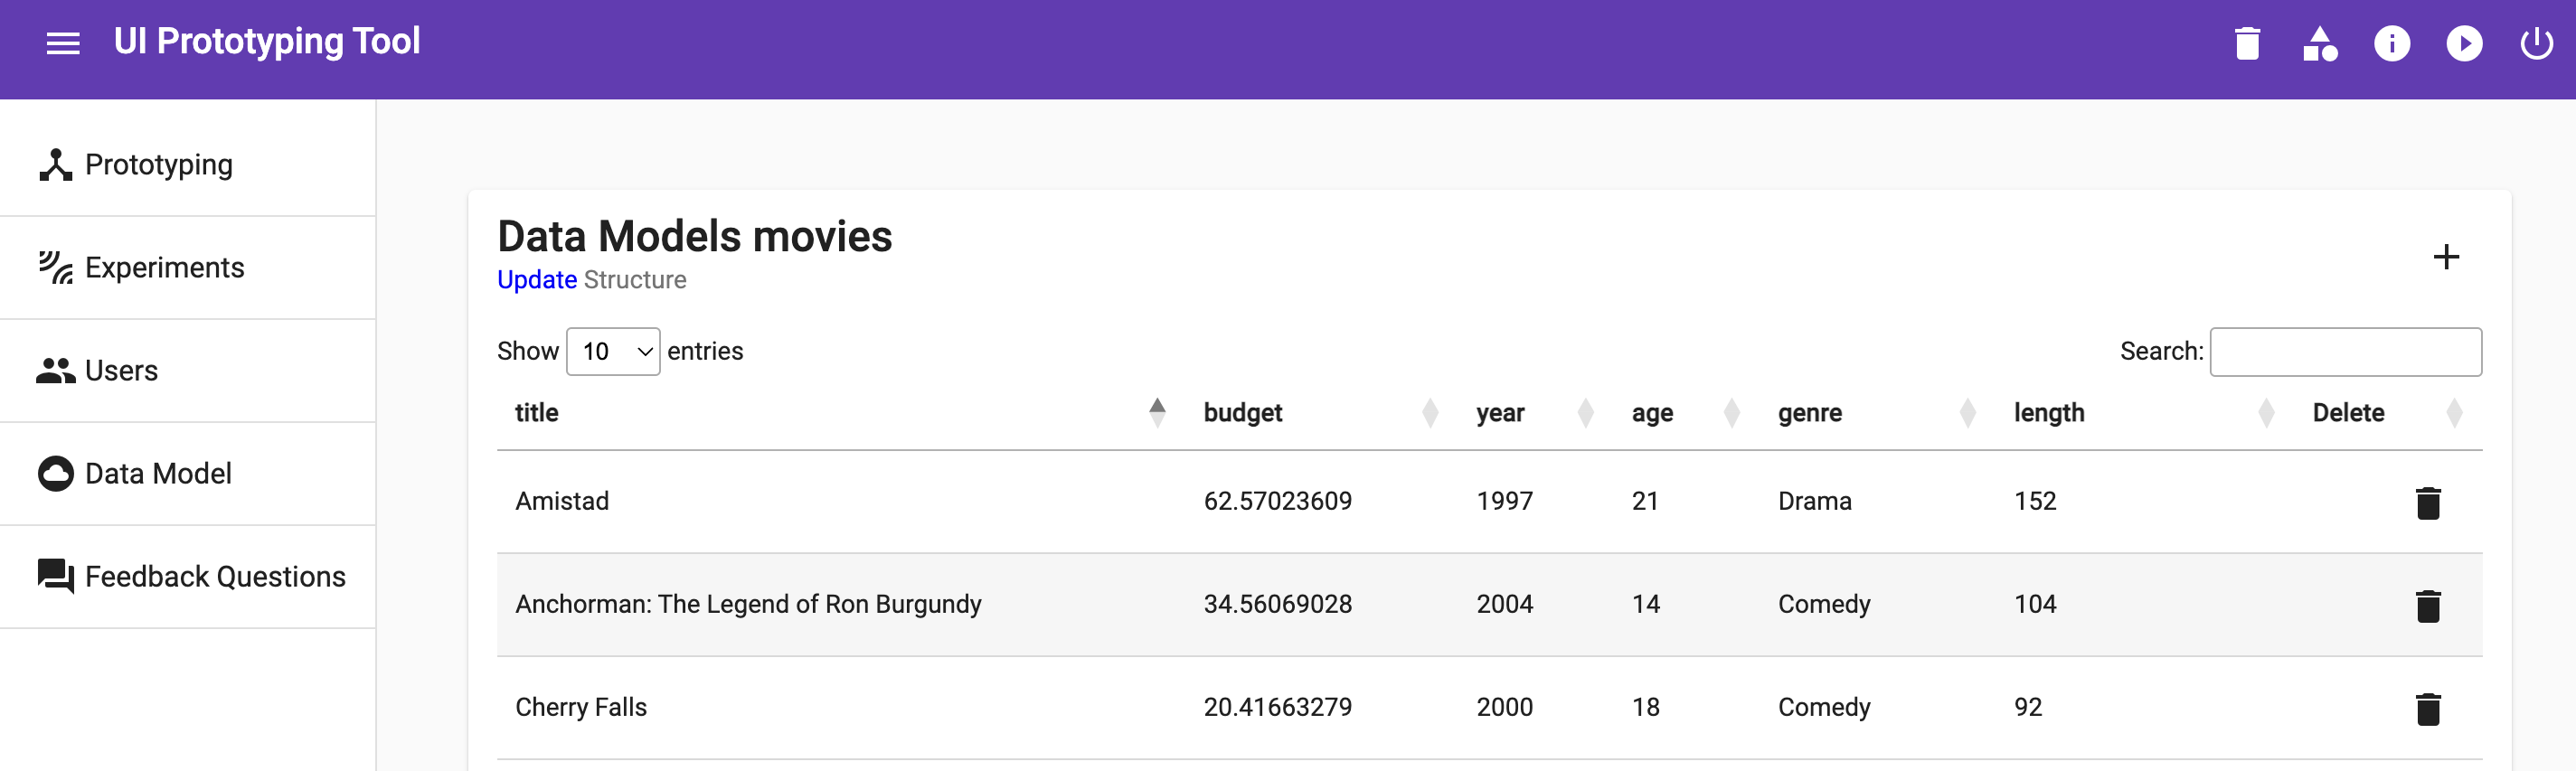 UI Prototyping Tool
Prototyping
Experiments
Users
Data Model
Feedback Questions
Data Models movies
Update Structure
Show 10 entries
Search:
title budget year age genre length Delete
Amistad 62.57023609 1997 21 Drama 152
Anchorman: The Legend of Ron Burgundy 34.56069028 2004 14 Comedy 104
Cherry Falls 20.41663279 2000 18 Comedy 92